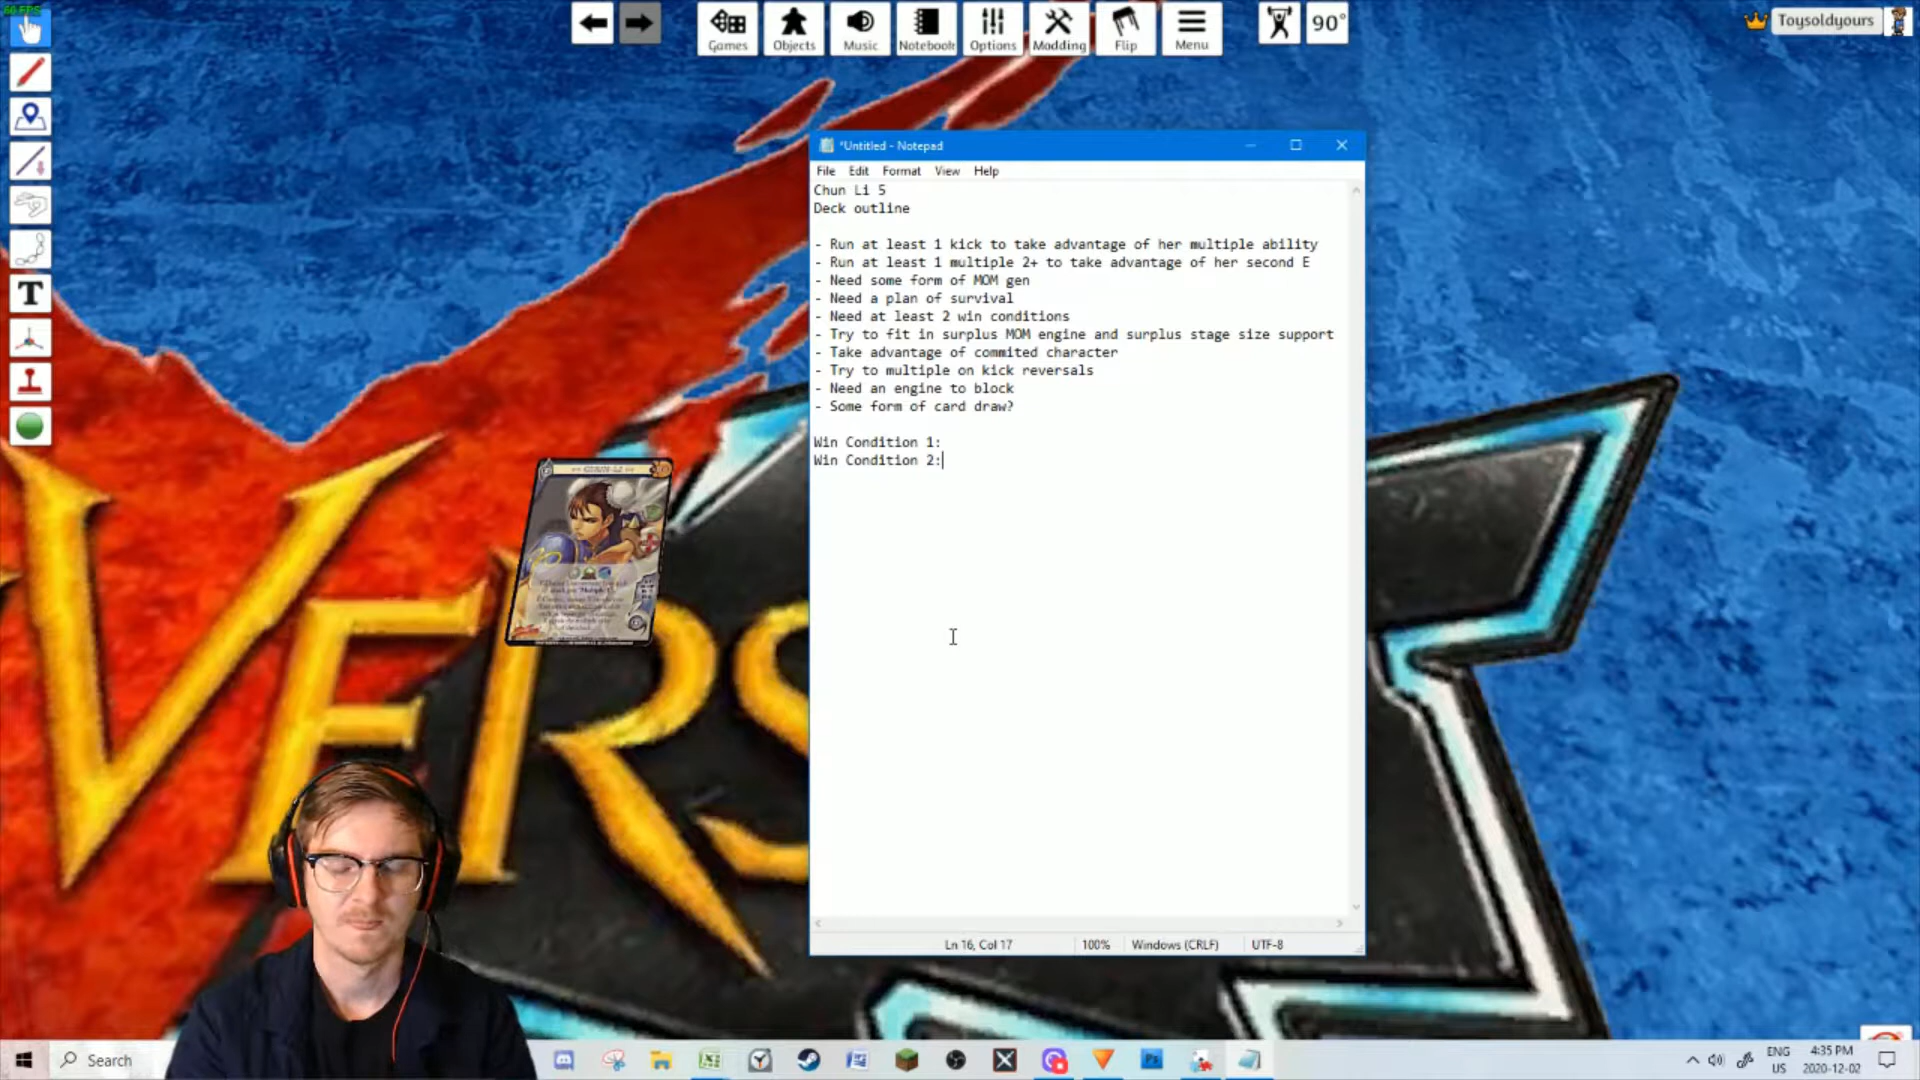 60 FPS
Games
Objects
Music
Notebook
Options
Modding
Flip
Menu
90°
Toysoldyours
*Untitled - Notepad
File Edit Format View Help
Chun Li 5
Deck outline
- Run at least 1 kick to take advantage of her multiple ability
- Run at least 1 multiple 2+ to take advantage of her second E
- Need some form of MOM gen
- Need a plan of survival
- Need at least 2 win conditions
- Try to fit in surplus MOM engine and surplus stage size support
- Take advantage of commited character
- Try to multiple on kick reversals
- Need an engine to block
- Some form of card draw?
Win Condition 1:
Win Condition 2:
CHUN-LI
VERS
Ln 16, Col 17
100%
Windows (CRLF)
UTF-8
Search
ENG
US
4:35 PM
2020-12-02